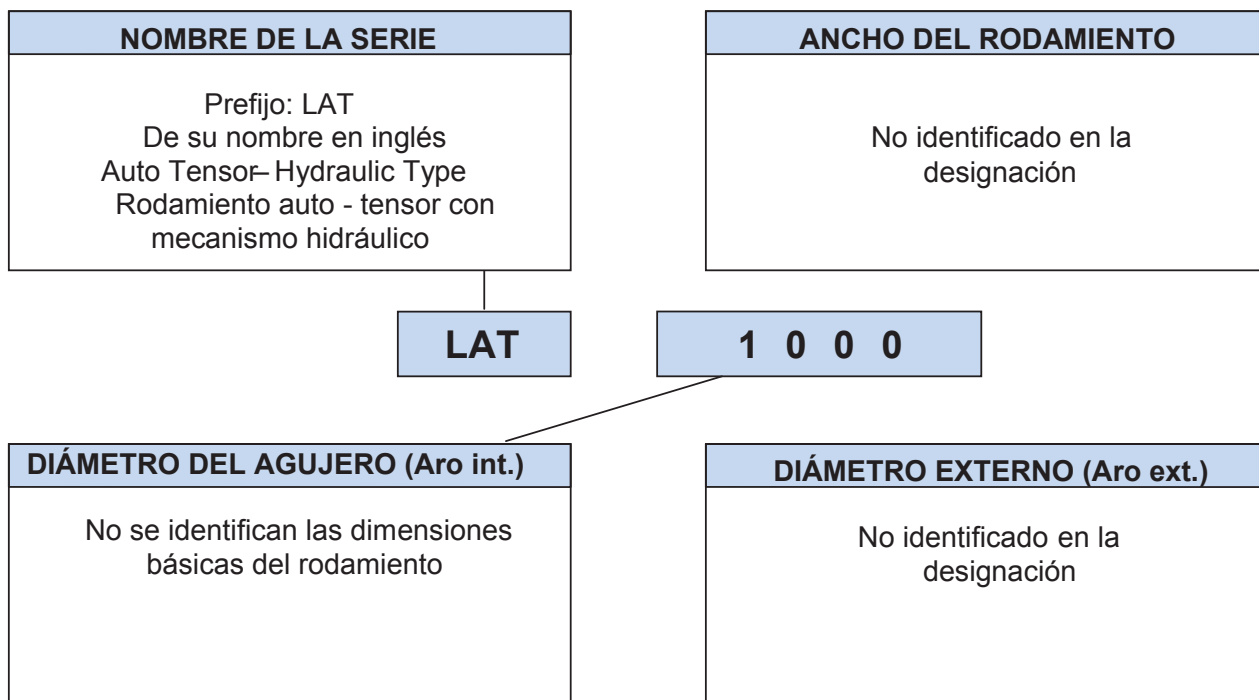 NOMBRE DE LA SERIE
Prefijo: LAT
De su nombre en inglés
Auto Tensor– Hydraulic Type
Rodamiento auto - tensor con
mecanismo hidráulico
ANCHO DEL RODAMIENTO
No identificado en la
designación
LAT
1 0 0 0
DIÁMETRO DEL AGUJERO (Aro int.)
No se identifican las dimensiones
básicas del rodamiento
DIÁMETRO EXTERNO (Aro ext.)
No identificado en la
designación